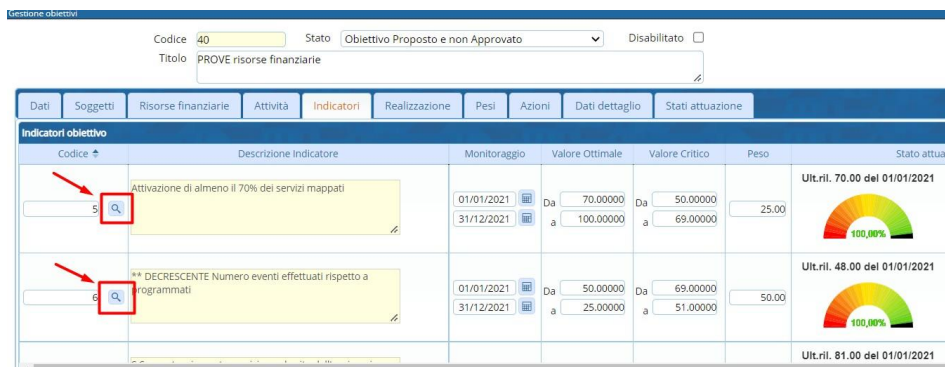 Gestione obiettivi
Codice 40 Stato Obiettivo Proposto e non Approvato Disabilitato
Titolo PROVE risorse finanziarie
Dati Soggetti Risorse finanziarie Attività Indicatori Realizzazione Pesi Azioni Dati dettaglio Stati attuazione
Indicatori obiettivo
Codice Descrizione Indicatore Monitoraggio Valore Ottimale Valore Critico Peso Stato attua
Ult.ril. 70.00 del 01/01/2021
Attivazione di almeno il 70% dei servizi mappati
5 01/01/2021 Da 70.00000 Da 50.00000 25.00
31/12/2021 a 100.00000 a 69.00000
100,00%
Ult.ril. 48.00 del 01/01/2021
** DECRESCENTE Numero eventi effettuati rispetto a
programmati
6 01/01/2021 Da 50.00000 Da 69.00000 50.00
31/12/2021 a 25.00000 a 51.00000
100,00%
Ult.ril. 81.00 del 01/01/2021